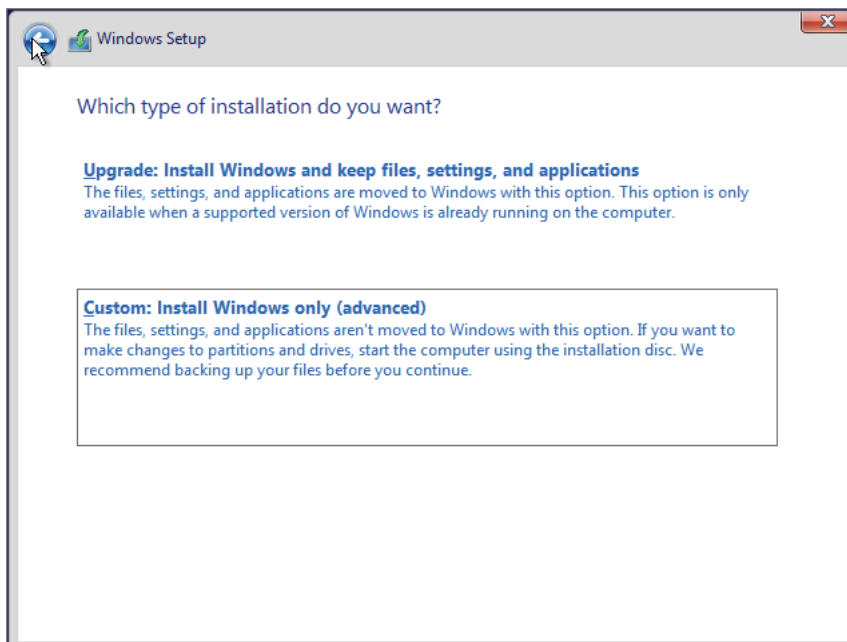 Windows Setup
Which type of installation do you want?
Upgrade: Install Windows and keep files, settings, and applications
The files, settings, and applications are moved to Windows with this option. This option is only
available when a supported version of Windows is already running on the computer.
Custom: Install Windows only (advanced)
The files, settings, and applications aren't moved to Windows with this option. If you want to
make changes to partitions and drives, start the computer using the installation disc. We
recommend backing up your files before you continue.